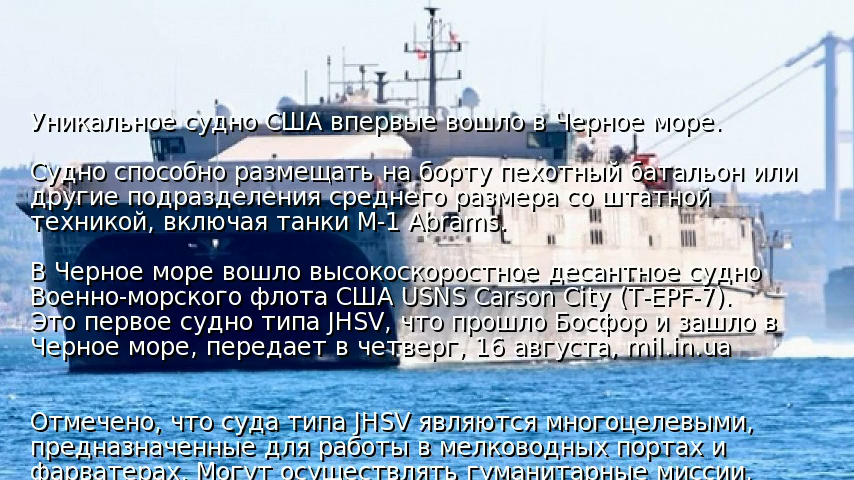 Уникальное судно США впервые вошло в Черное море.
Судно способно размещать на борту пехотный батальон или
другие подразделения среднего размера со штатной
техникой, включая танки М-1 Abrams.
В Черное море вошло высокоскоростное десантное судно
Военно-морского флота США USNS Carson City (T-EPF-7).
Это первое судно типа JHSV, что прошло Босфор и зашло в
Черное море, передает в четверг, 16 августа, mil.in.ua
Отмечено, что суда типа JHSV являются многоцелевыми,
предназначенные для работы в мелководных портах и
фарватерах. Могут осуществлять гуманитарные миссии,